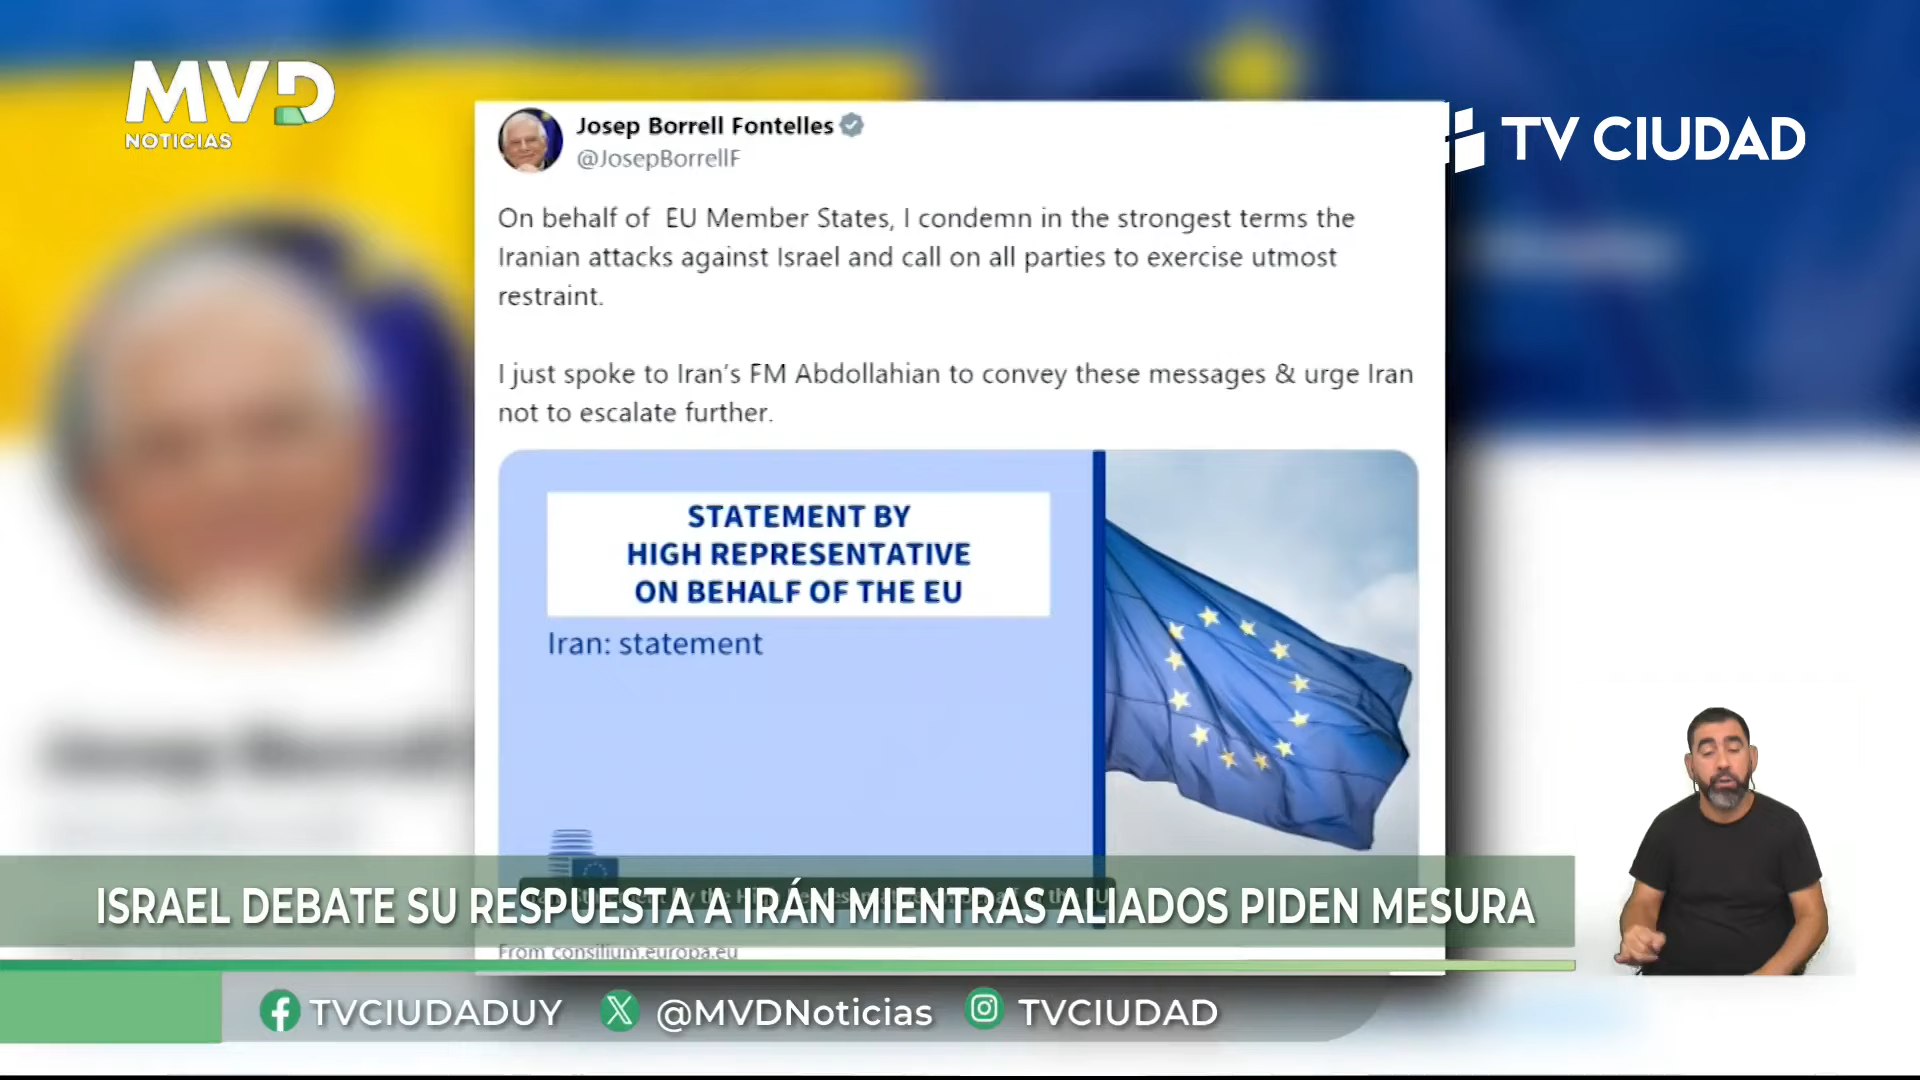 MVD
NOTICIAS
TV CIUDAD
Josep Borrell Fontelles
@JosepBorrellF
On behalf of EU Member States, I condemn in the strongest terms the
Iranian attacks against Israel and call on all parties to exercise utmost
restraint.
I just spoke to Iran's FM Abdollahian to convey these messages & urge Iran
not to escalate further.
STATEMENT BY
HIGH REPRESENTATIVE
ON BEHALF OF THE EU
Iran: statement
ISRAEL DEBATE SU RESPUESTA A IRÁN MIENTRAS ALIADOS PIDEN MESURA
From consilium.europa.eu
TVCIUDADUY
@MVDNoticias
TVCIUDAD